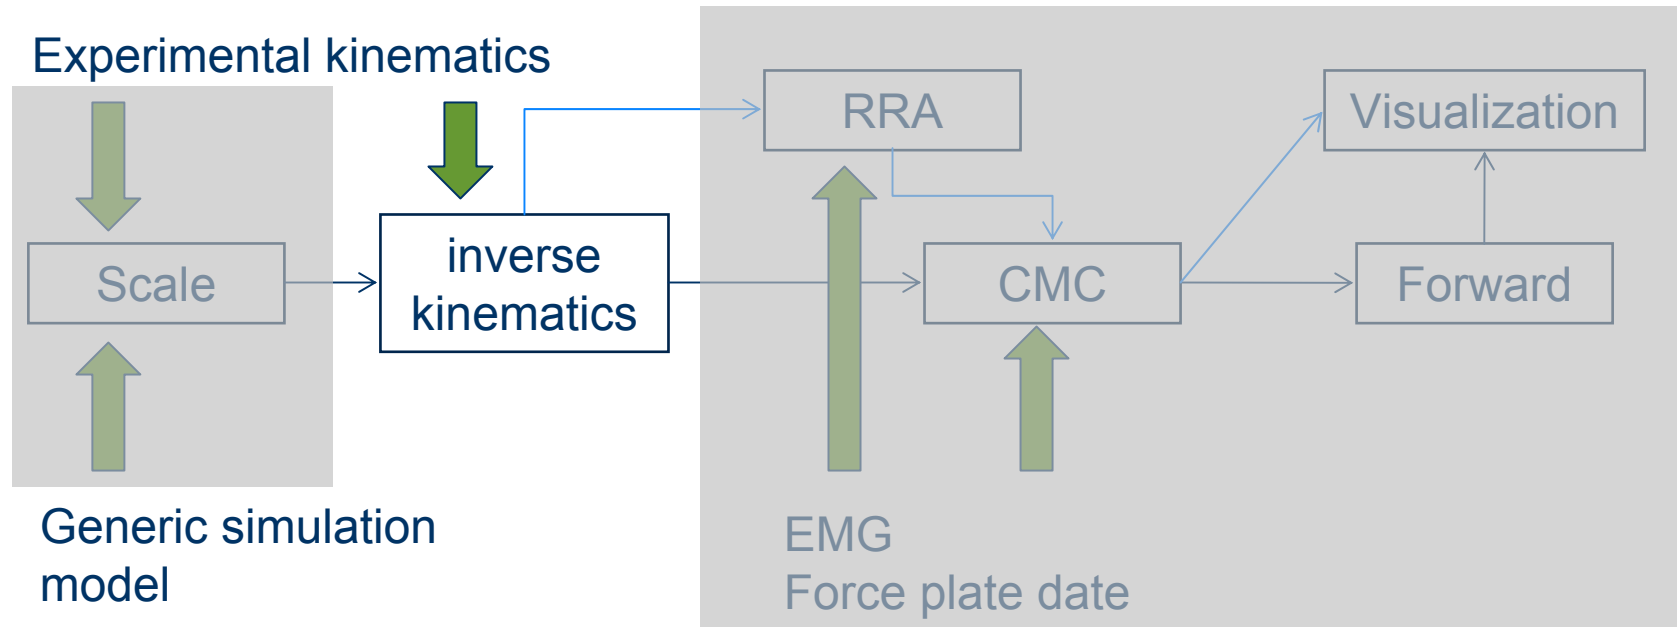 Experimental kinematics
RRA
Visualization
Scale
inverse
kinematics
CMC
Forward
Generic simulation
model
EMG
Force plate date